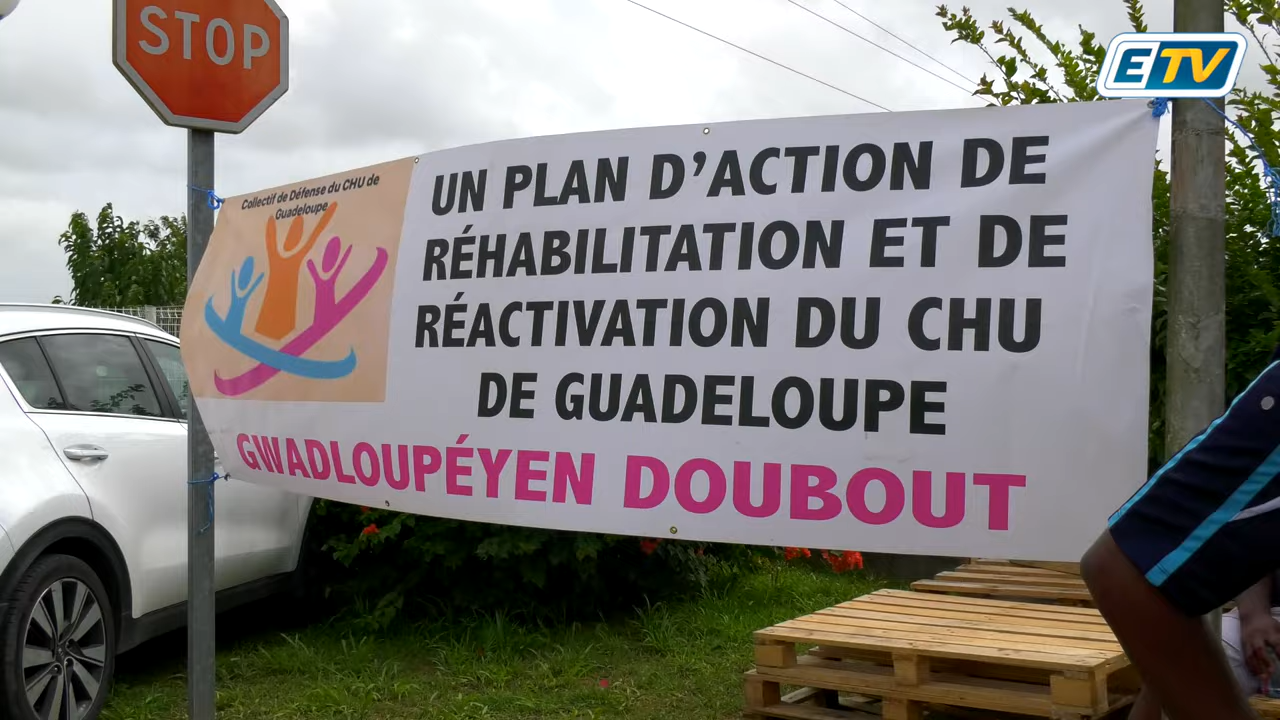 STOP
ETV
Collectif de Défense du CHU de
Guadeloupe
UN PLAN D'ACTION DE
RÉHABILITATION ET DE
RÉACTIVATION DU CHU
DE GUADELOUPE
GWADLOUPÉYEN DOUBOUT